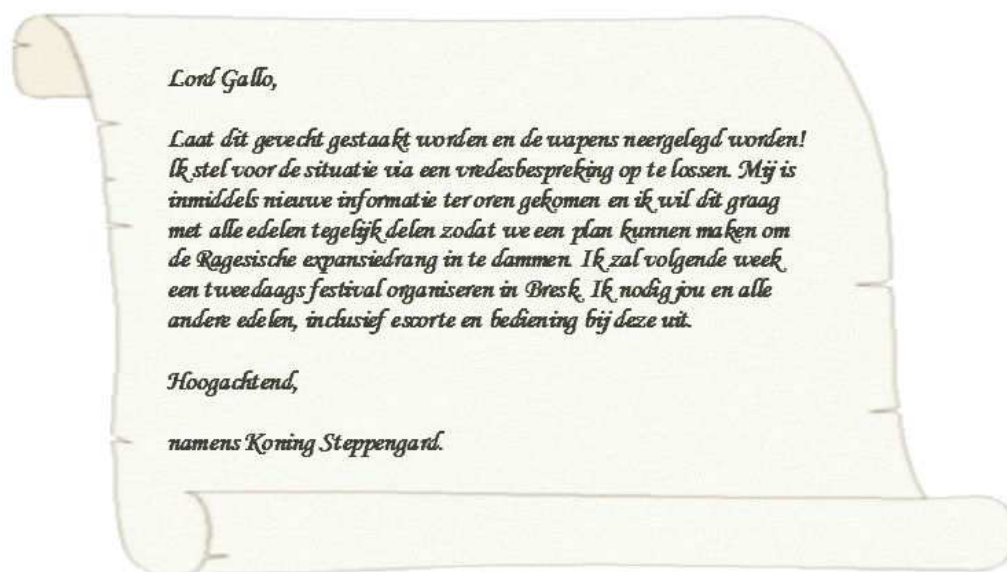 Lord Gallo,
Laat dit gevecht gestaakt worden en de wapens neergelegd worden!
Ik stel voor de situatie via een vredesbespreking op te lossen. Mij is
inmiddels nieuwe informatie ter oren gekomen en ik wil dit graag
met alle edelen tegelijk delen zodat we een plan kunnen maken om
de Ragesische expansiedrang in te dammen. Ik zal volgende week
een tweedaags festival organiseren in Bresk. Ik nodig jou en alle
andere edelen, inclusief escorte en bediening bij deze uit.
Hoogachtend,
namens Koning Steppengard.